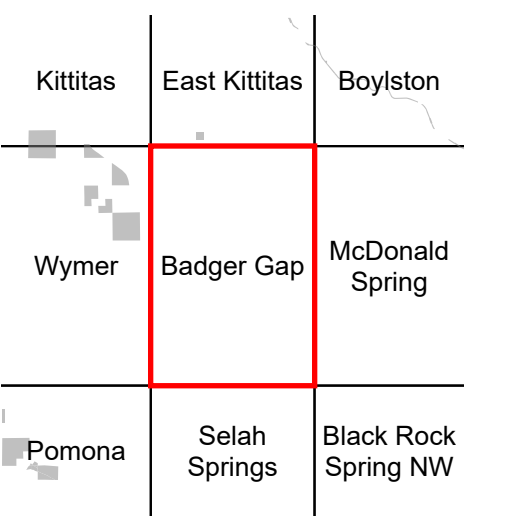 Kittitas
East Kittitas
Boylston
Wymer
Badger Gap
McDonald
Spring
Pomona
Selah
Springs
Black Rock
Spring NW